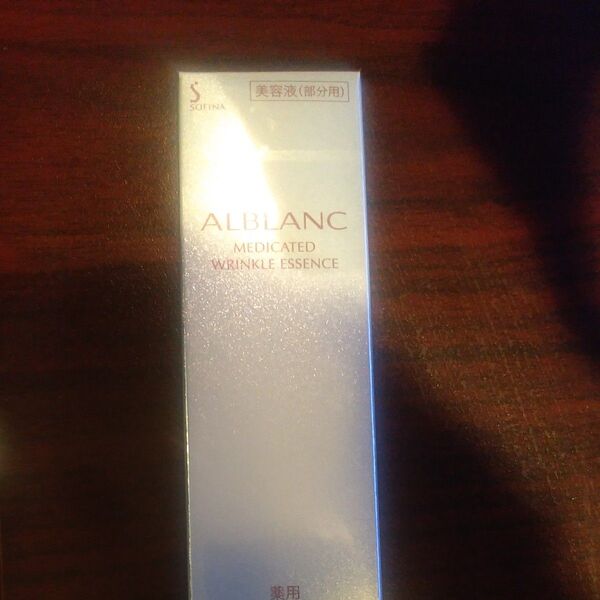 SOFINA
美容液(部分用)
ALBLANC
MEDICATED
WRINKLE ESSENCE
薬用